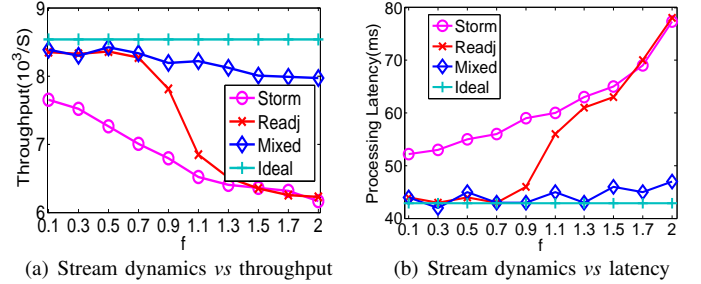 9
8
7
6
Throughput(10³/S)
Storm
Readj
Mixed
Ideal
0.1 0.3 0.5 0.7 0.9 1.1 1.3 1.5 1.7 2
f
(a) Stream dynamics vs throughput
80
70
60
50
40
Processing Latency(ms)
Storm
Readj
Mixed
Ideal
0.1 0.3 0.5 0.7 0.9 1.1 1.3 1.5 1.7 2
f
(b) Stream dynamics vs latency